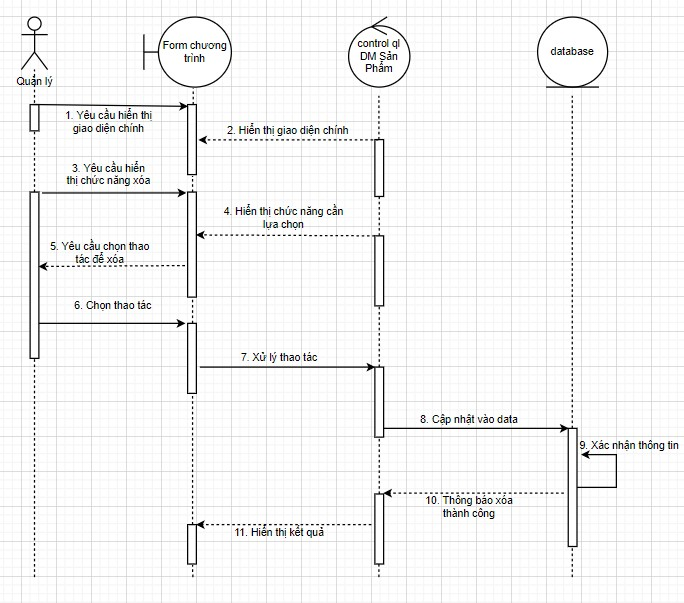 Quản lý
Form chương
trình
control ql
DM Sản
Phẩm
database
1. Yêu cầu hiển thị
giao diện chính
2. Hiển thị giao diện chính
3. Yêu cầu hiển
thị chức năng xóa
4. Hiển thị chức năng cần
lựa chọn
5. Yêu cầu chọn thao
tác để xóa
6. Chọn thao tác
7. Xử lý thao tác
8. Cập nhật vào data
9. Xác nhận thông tin
10. Thông báo xóa
thành công
11. Hiển thị kết quả